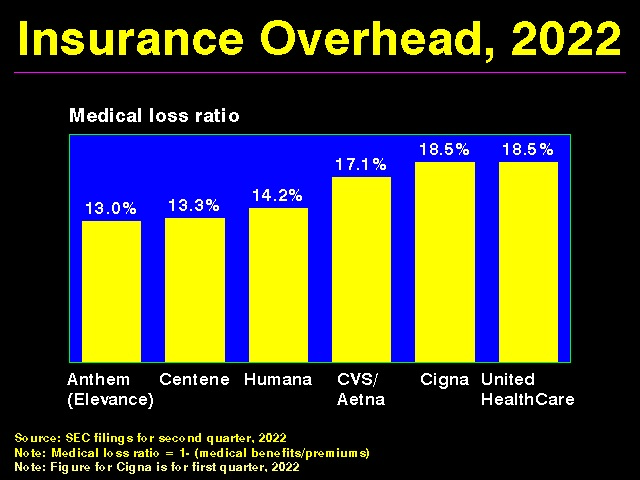 Insurance Overhead, 2022
Medical loss ratio
13.0%
13.3%
14.2%
17.1%
18.5%
18.5%
Anthem
(Elevance)
Centene
Humana
CVS/
Aetna
Cigna
United
HealthCare
Source: SEC filings for second quarter, 2022
Note: Medical loss ratio = 1- (medical benefits/premiums)
Note: Figure for Cigna is for first quarter, 2022